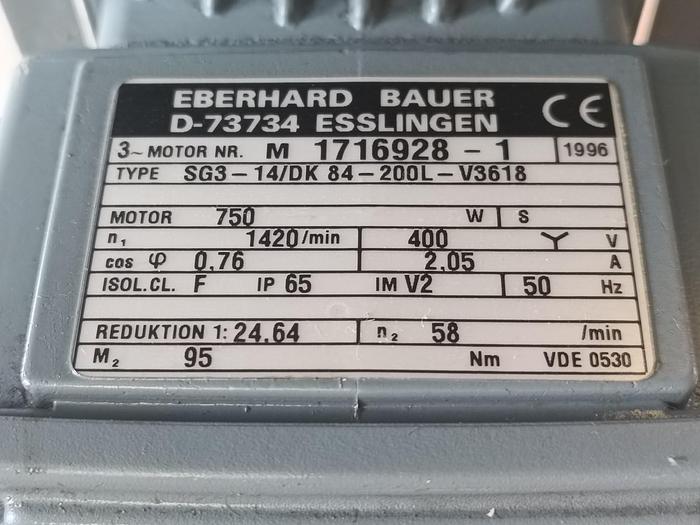 EBERHARD BAUER
D-73734 ESSLINGEN CE
3~ MOTOR NR. M 1716928-1 1996
TYPE SG3-14/DK 84-200L-V3618
MOTOR 750 W S
n₁ 1420/min 400 Y V
cos φ 0,76 2,05 A
ISOL.CL. F IP 65 IM V2 50 Hz
REDUKTION 1: 24,64 n₂ 58 /min
M₂ 95 Nm VDE 0530